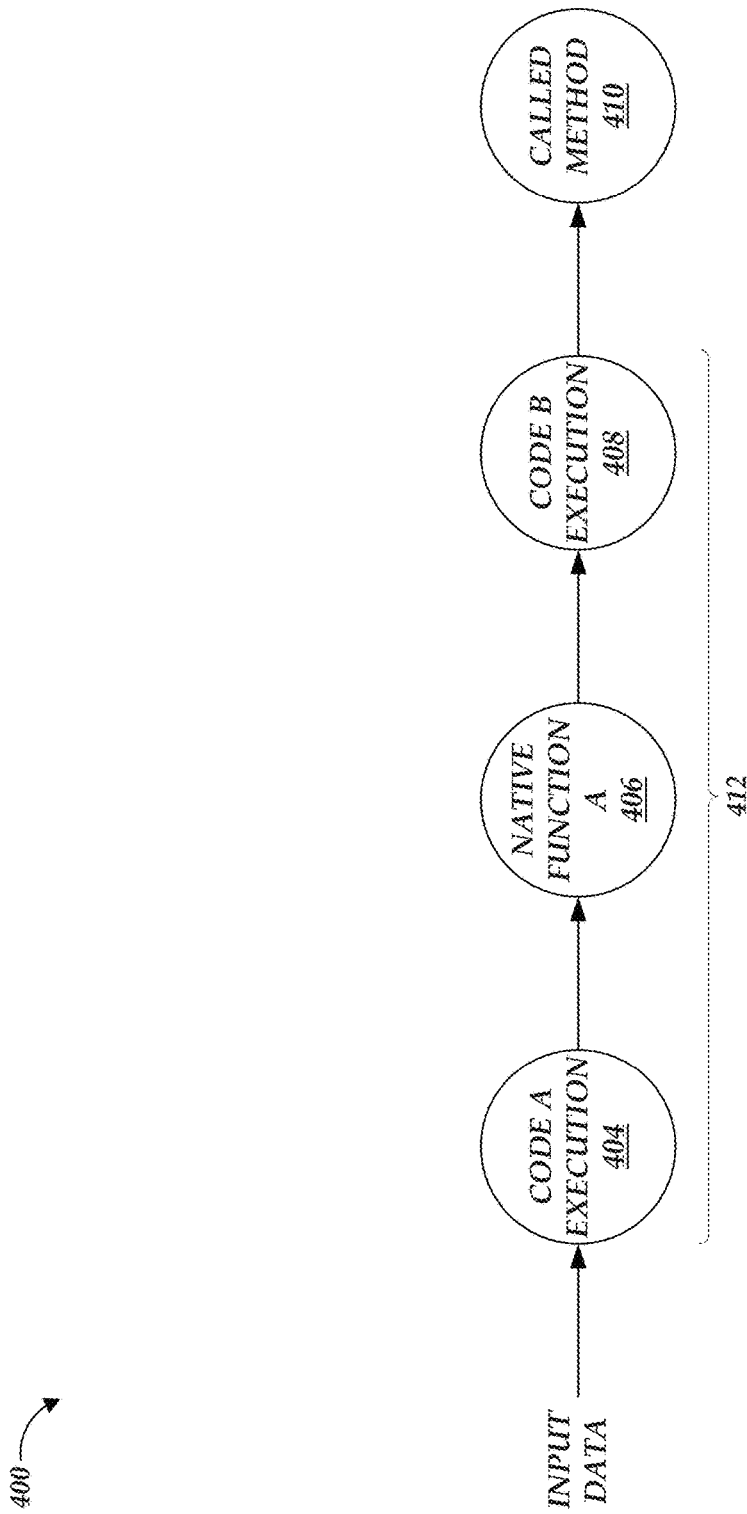 400
INPUT
DATA
CODE A
EXECUTION
404
NATIVE
FUNCTION
A
406
CODE B
EXECUTION
408
CALLED
METHOD
410
412